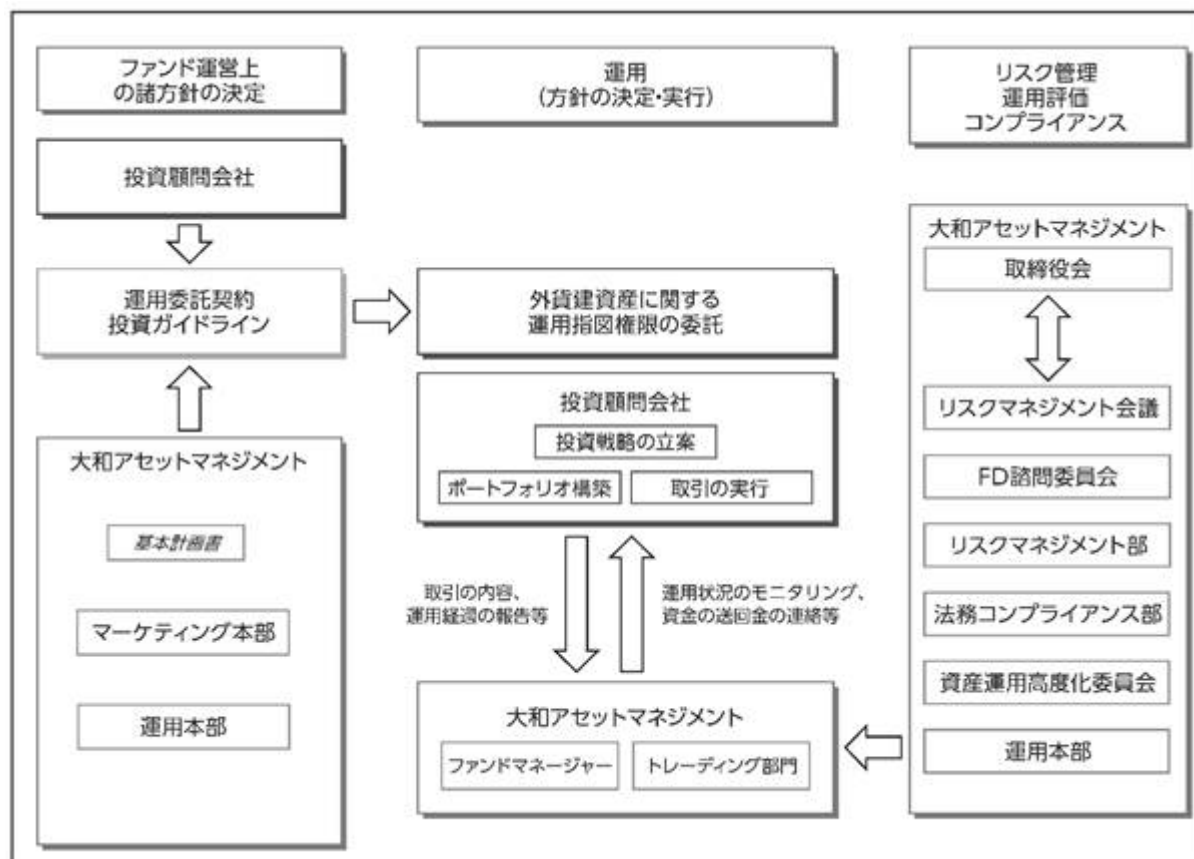 ファンド運営上
の諸方針の決定
運用
(方針の決定・実行)
リスク管理
運用評価
コンプライアンス
投資顧問会社
運用委託契約
投資ガイドライン
大和アセットマネジメント
基本計画書
マーケティング本部
運用本部
外貨建資産に関する
運用指図権限の委託
投資顧問会社
投資戦略の立案
ポートフォリオ構築
取引の実行
取引の内容、
運用経過の報告等
運用状況のモニタリング、
資金の送回金の連絡等
大和アセットマネジメント
ファンドマネージャー
トレーディング部門
大和アセットマネジメント
取締役会
リスクマネジメント会議
FD諮問委員会
リスクマネジメント部
法務コンプライアンス部
資産運用高度化委員会
運用本部